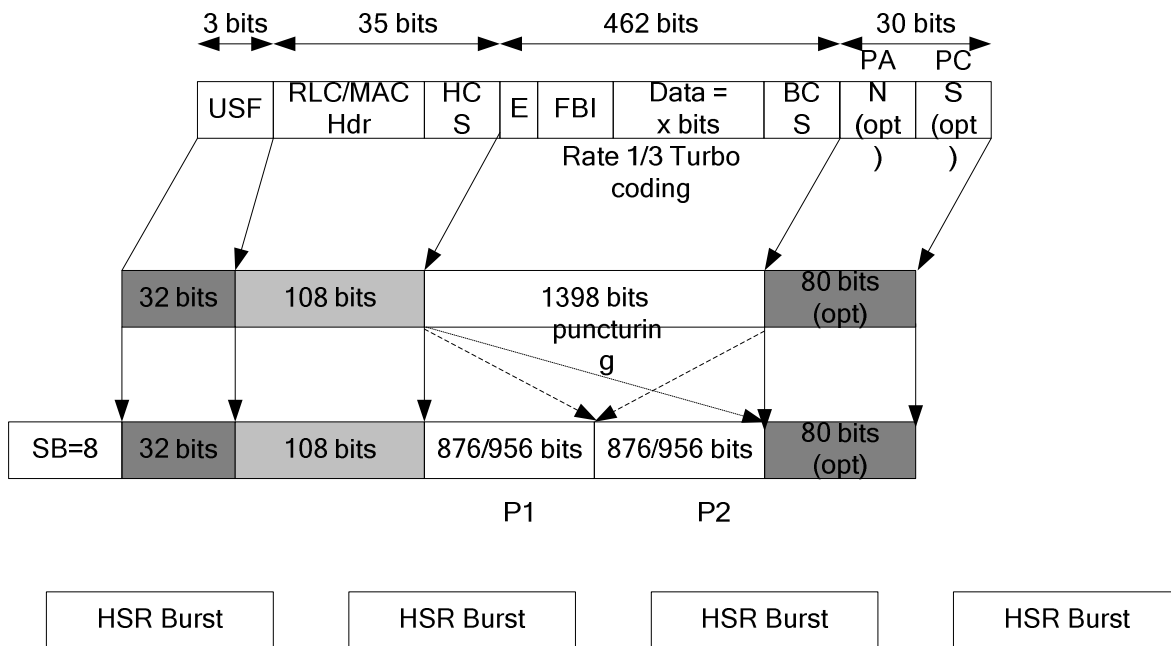 3 bits 35 bits 462 bits 30 bits
USF
RLC/MAC
Hdr
HC
S
E
FBI
Data =
x bits
BC
S
PA
N
(opt
)
PC
S
(opt
)
Rate 1/3 Turbo
coding
32 bits
108 bits
1398 bits
80 bits
(opt)
puncturin
g
SB=8
32 bits
108 bits
876/956 bits
876/956 bits
80 bits
(opt)
P1 P2
HSR Burst HSR Burst HSR Burst HSR Burst